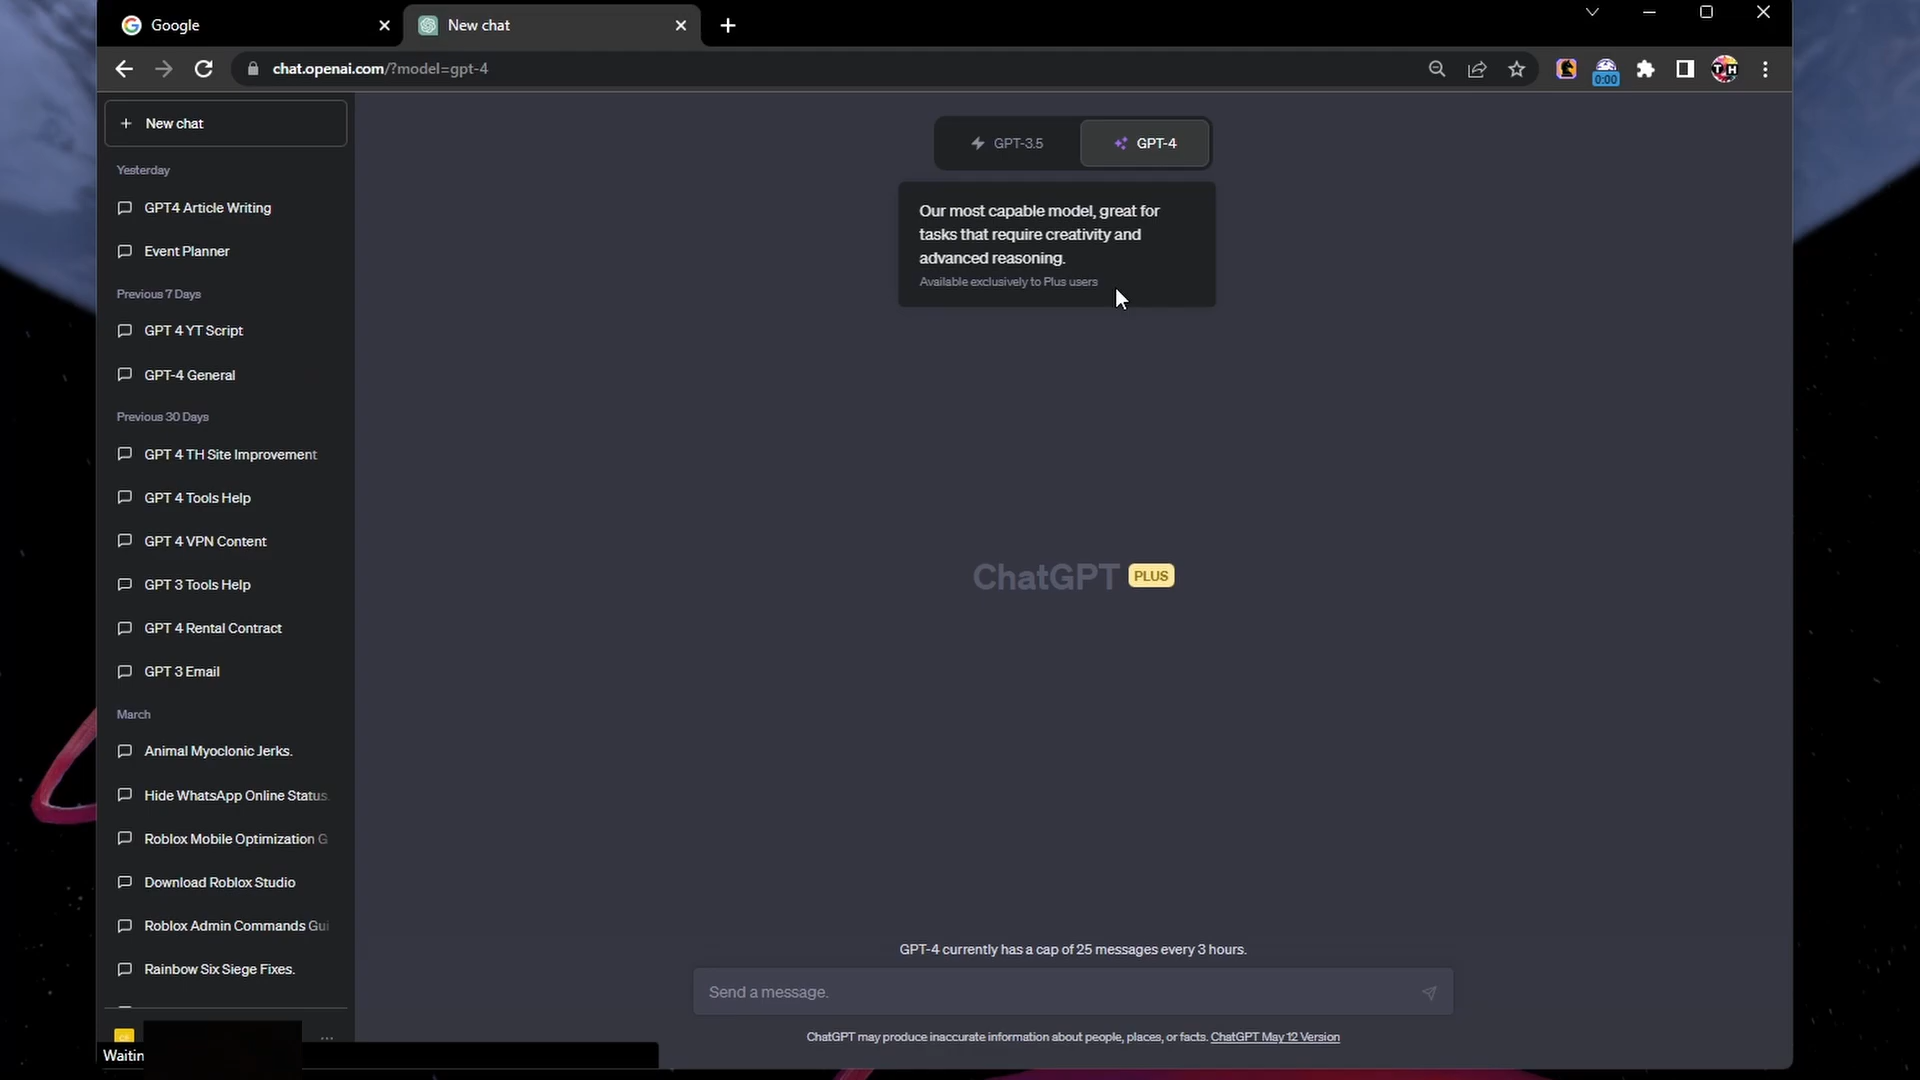 Google
New chat
chat.openai.com/?model=gpt-4
0:00
T H
New chat
Yesterday
GPT4 Article Writing
Event Planner
Previous 7 Days
GPT 4 YT Script
GPT-4 General
Previous 30 Days
GPT 4 TH Site Improvement
GPT 4 Tools Help
GPT 4 VPN Content
GPT 3 Tools Help
GPT 4 Rental Contract
GPT 3 Email
March
Animal Myoclonic Jerks.
Hide WhatsApp Online Status.
Roblox Mobile Optimization G
Download Roblox Studio
Roblox Admin Commands Gui
Rainbow Six Siege Fixes.
Waitin
GPT-3.5
GPT-4
Our most capable model, great for
tasks that require creativity and
advanced reasoning.
Available exclusively to Plus users
ChatGPT PLUS
GPT-4 currently has a cap of 25 messages every 3 hours.
Send a message.
ChatGPT may produce inaccurate information about people, places, or facts. ChatGPT May 12 Version